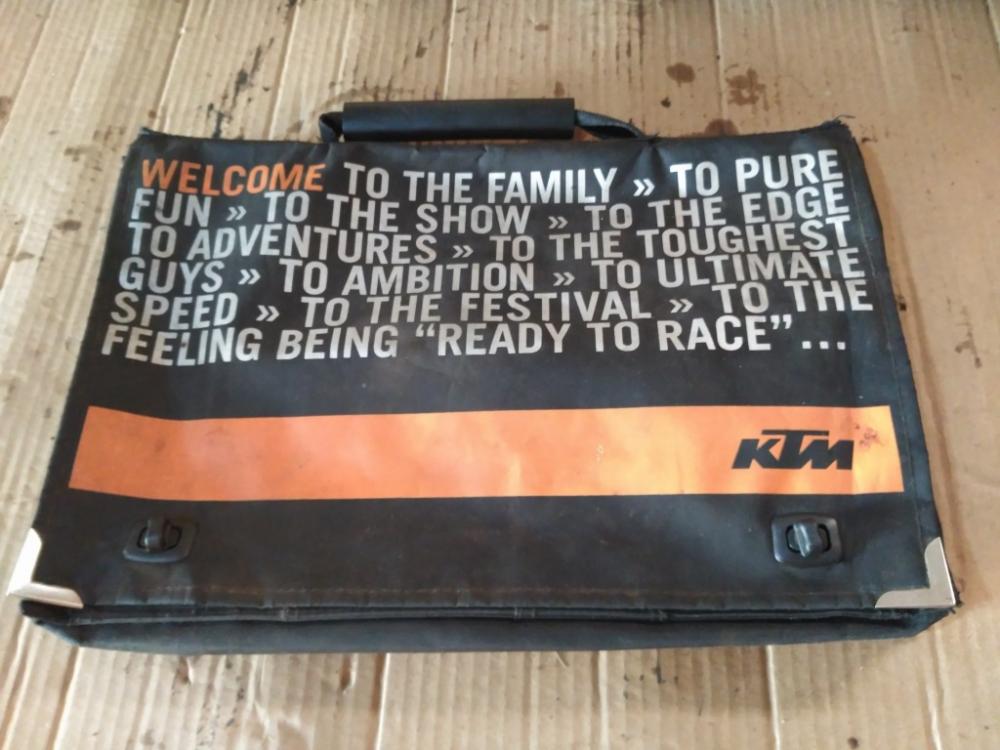 WELCOME TO THE FAMILY » TO PURE
FUN » TO THE SHOW » TO THE EDGE
TO ADVENTURES » TO THE TOUGHEST
GUYS » TO AMBITION » TO ULTIMATE
SPEED » TO THE FESTIVAL » TO THE
FEELING BEING “READY TO RACE” ...
KTM